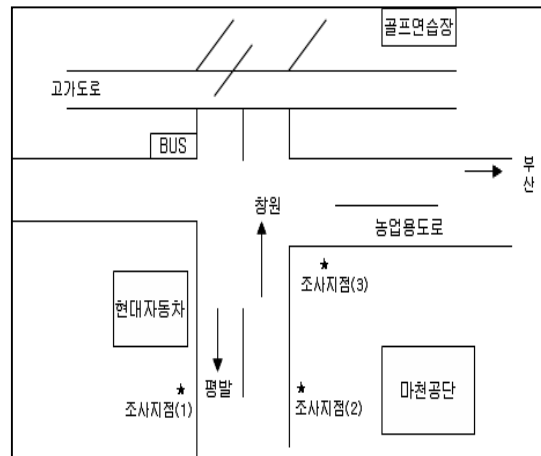 골프연습장
고가도로
BUS
부
산
창원
농업용도로
조사지점(3)
현대자동차
평발
마천공단
조사지점(1)
조사지점(2)